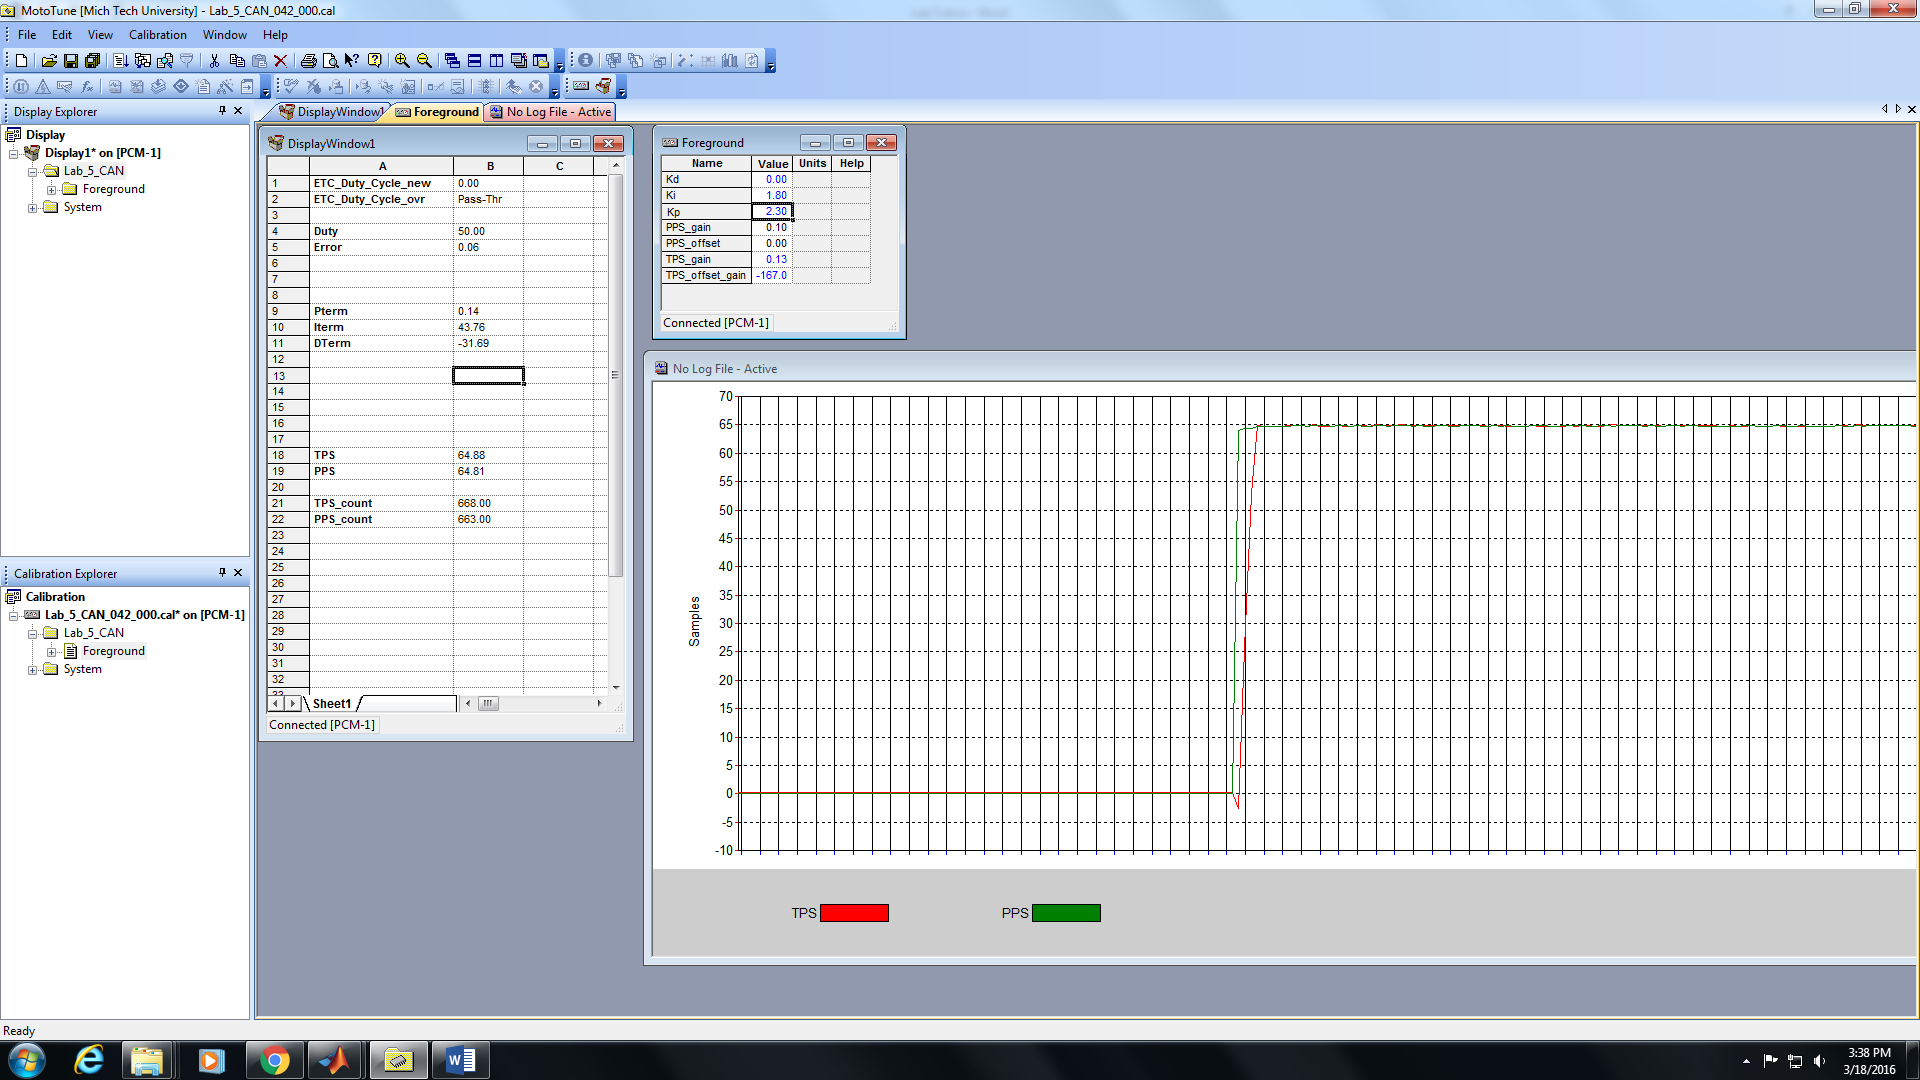 MotoTune [Mich Tech University] - Lab_5_CAN_042_000.cal
File Edit View Calibration Window Help
Display Explorer
Display
Display1* on [PCM-1]
Lab_5_CAN
Foreground
System
Calibration Explorer
Calibration
Lab_5_CAN_042_000.cal* on [PCM-1]
Lab_5_CAN
Foreground
System
DisplayWindow1 Foreground No Log File - Active
DisplayWindow1
A B C
1 ETC_Duty_Cycle_new 0.00
2 ETC_Duty_Cycle_ovr Pass-Thr
3
4 Duty 50.00
5 Error 0.06
6
7
8
9 Pterm 0.14
10 Iterm 43.76
11 DTerm -31.69
12
13
14
15
16
17
18 TPS 64.88
19 PPS 64.81
20
21 TPS_count 668.00
22 PPS_count 663.00
23
24
25
26
27
28
29
30
31
32
33
Sheet1
Connected [PCM-1]
Foreground
Name Value Units Help
Kd 0.00
Ki 1.80
Kp 2.30
PPS_gain 0.10
PPS_offset 0.00
TPS_gain 0.13
TPS_offset_gain -167.0
Connected [PCM-1]
No Log File - Active
Samples
70
65
60
55
50
45
40
35
30
25
20
15
10
5
0
-5
-10
TPS PPS
Ready
3:38 PM
3/18/2016